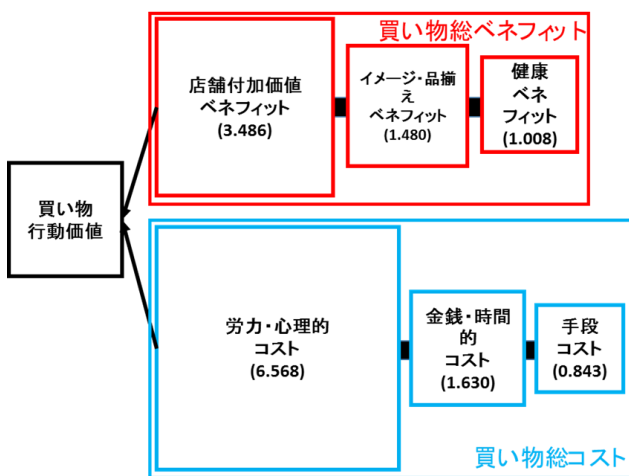 買い物総ベネフィット
店舗付加価値
ベネフィット
(3.486)
イメージ・品揃
え
ベネフィット
(1.480)
健康
ベネ
フィット
(1.008)
買い物
行動価値
労力・心理的
コスト
(6.568)
金銭・時間
的
コスト
(1.630)
手段
コスト
(0.843)
買い物総コスト